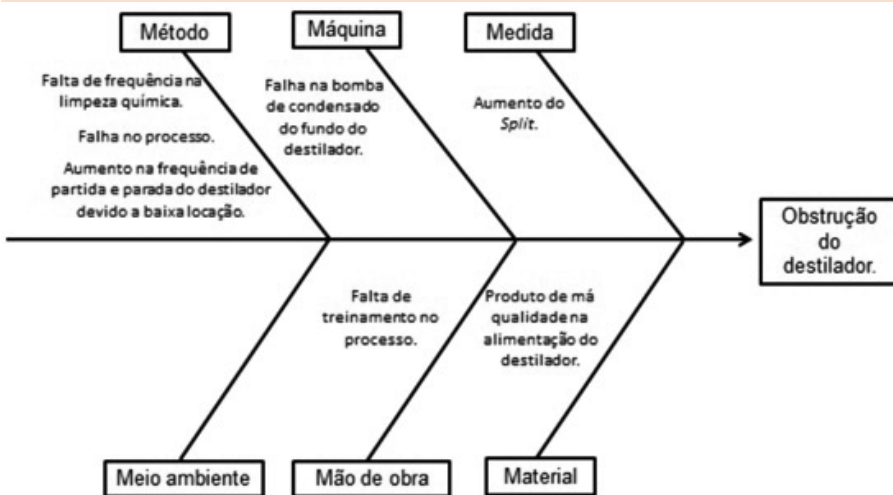 Método
Máquina
Medida
Falta de frequência na
limpeza química.
Falha no processo.
Aumento na frequência de
partida e parada do destilador
devido a baixa locação.
Falha na bomba
de condensado
do fundo do
destilador.
Aumento do
Split.
Obstrução
do
destilador.
Falta de
treinamento no
processo.
Produto de má
qualidade na
alimentação do
destilador.
Meio ambiente
Mão de obra
Material